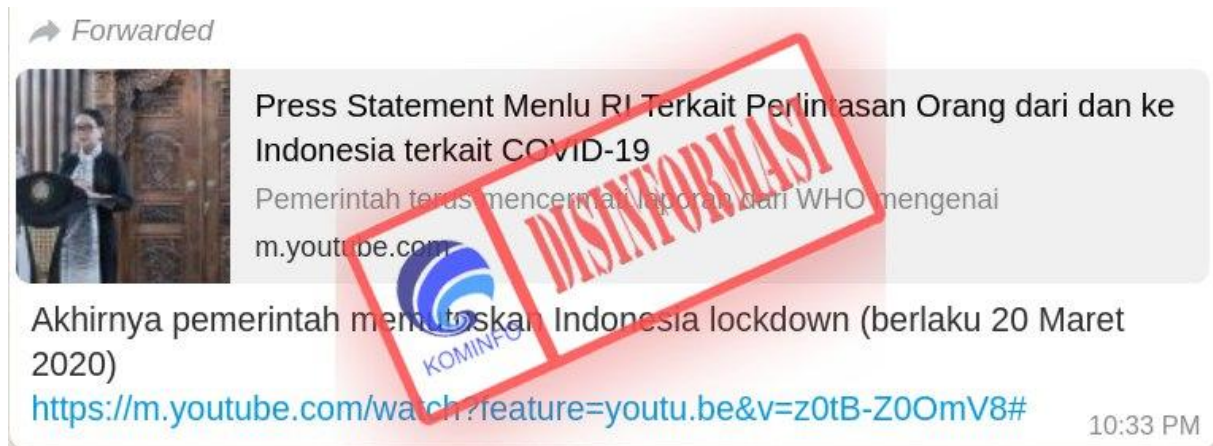 Forwarded
Press Statement Menlu RI Terkait Perlintasan Orang dari dan ke
Indonesia terkait COVID-19
Pemerintah terus mencermati laporan dari WHO mengenai
m.youtube.com
DISINFORMASI
KOMINFO
Akhirnya pemerintah memutuskan Indonesia lockdown (berlaku 20 Maret
2020)
https://m.youtube.com/watch?feature=youtu.be&v=z0tB-Z0OmV8#
10:33 PM